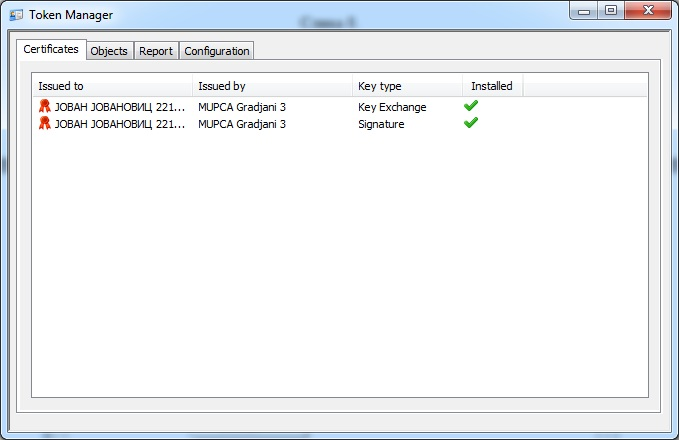 Token Manager
Certificates Objects Report Configuration
Issued to Issued by Key type Installed
ЈОВАН ЈОВАНОВИЦ 221... MUPCA Gradjani 3 Key Exchange
ЈОВАН ЈОВАНОВИЦ 221... MUPCA Gradjani 3 Signature